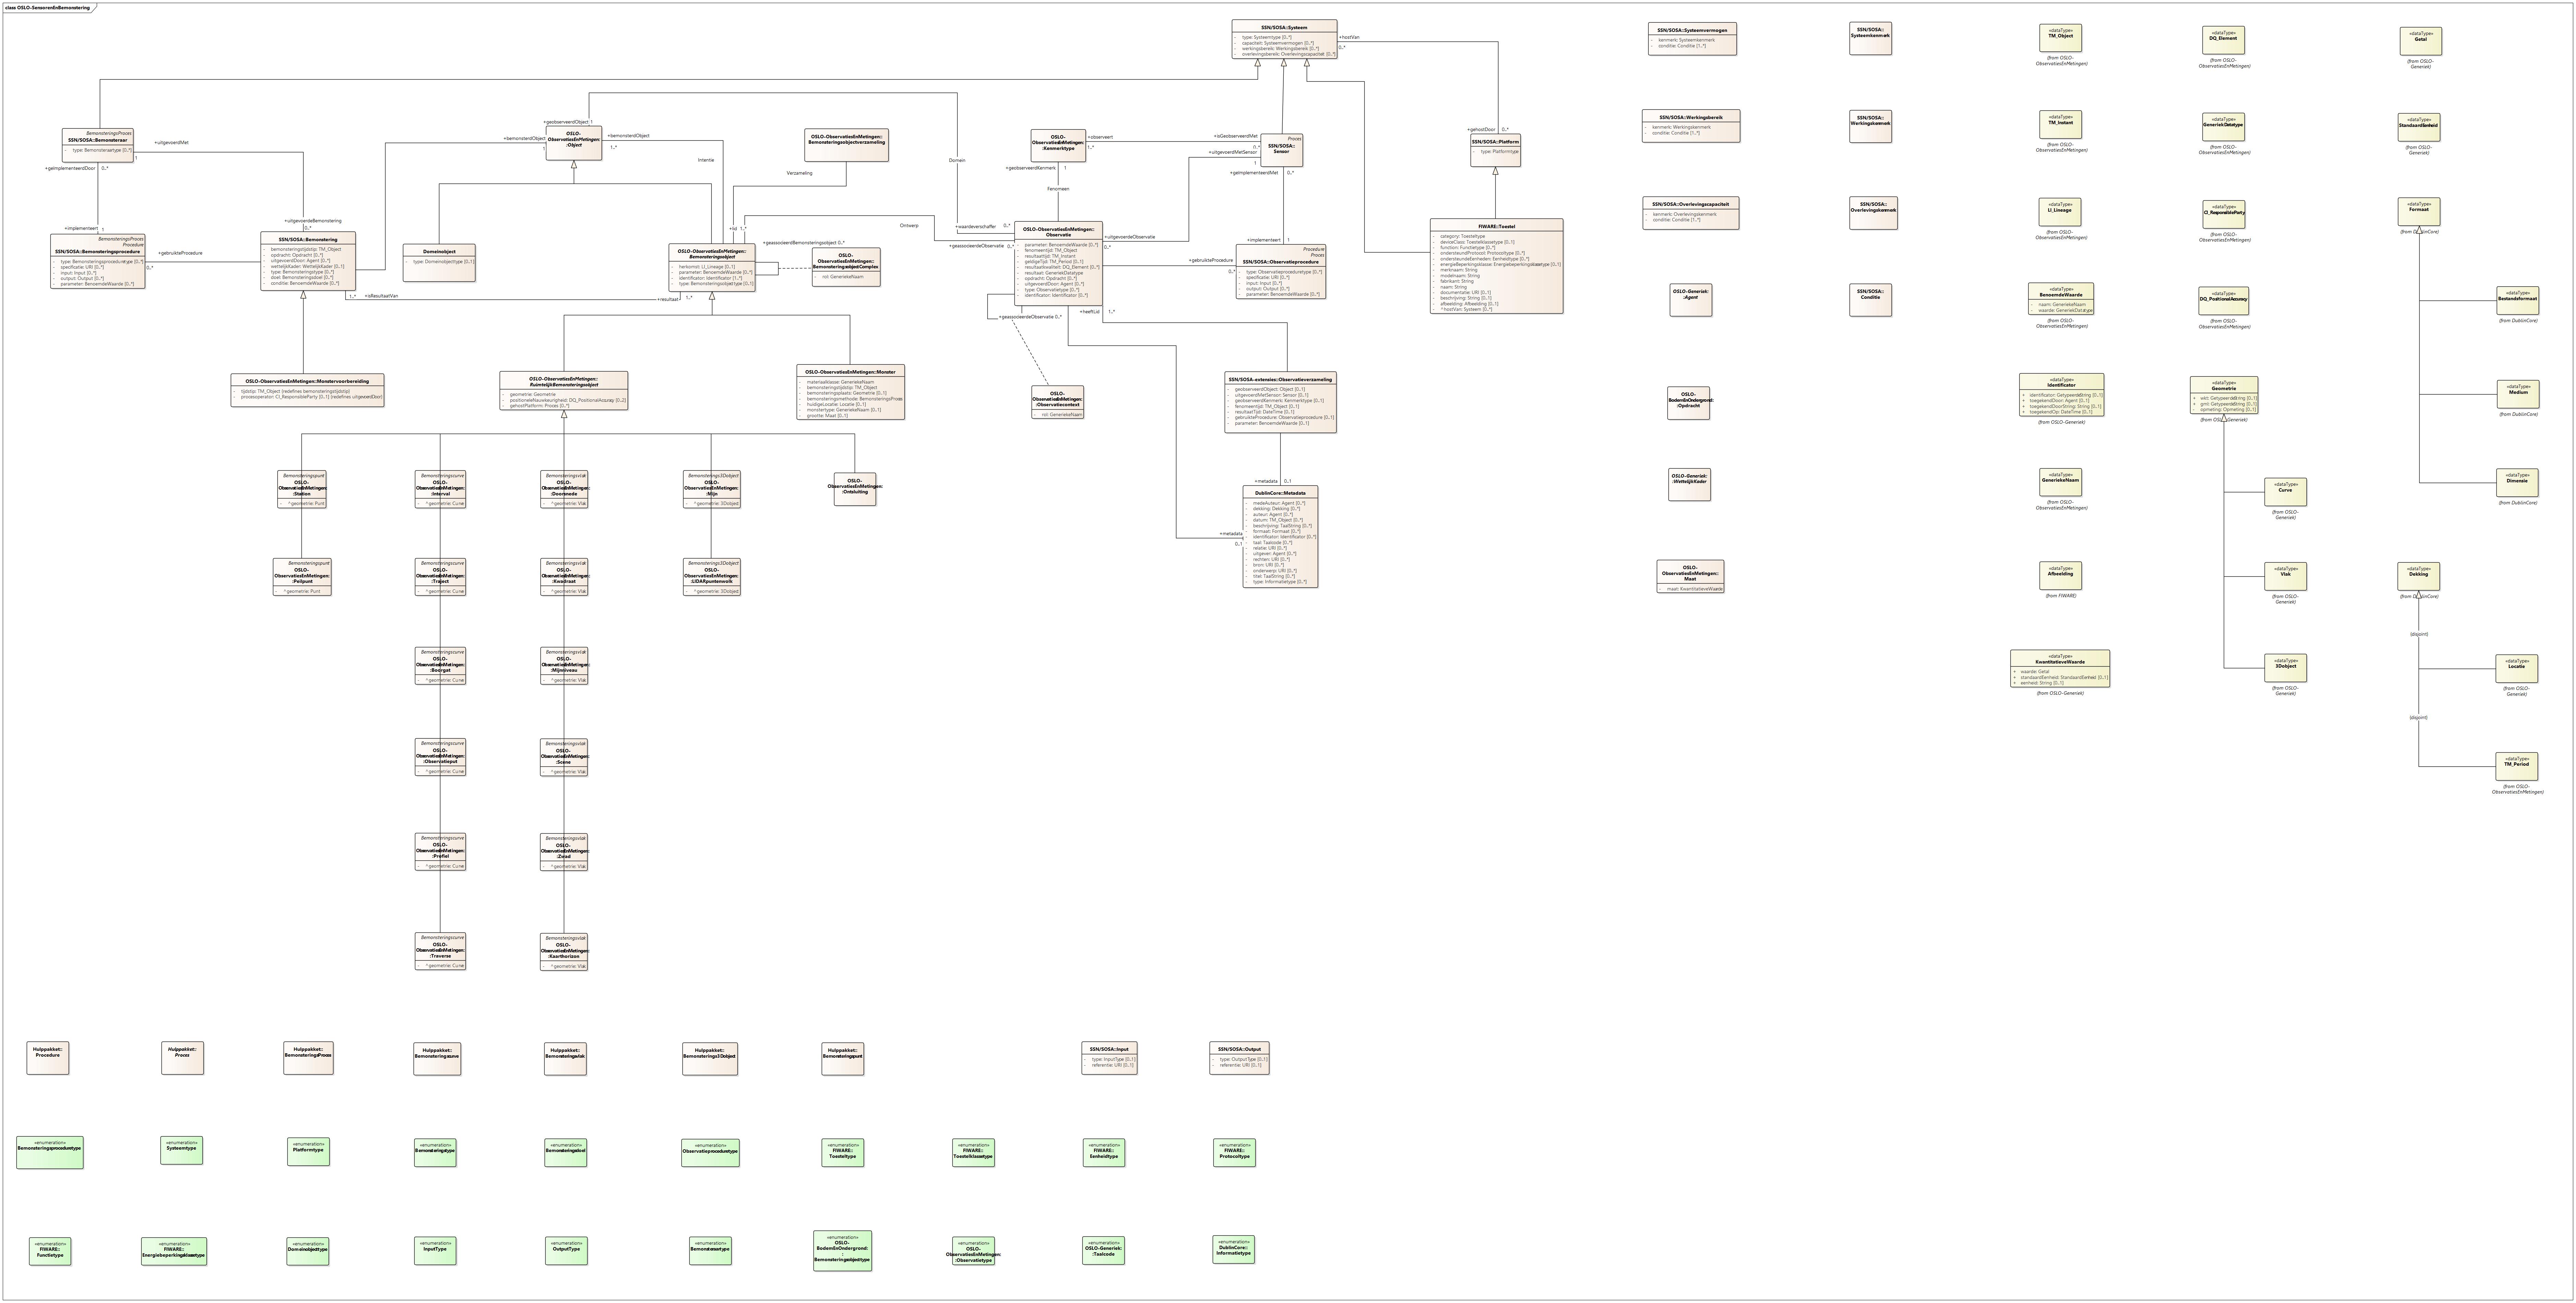 class OSLO-SensorenEnBemonstering
SSN/SOSA::Systeem
- type: Systeemtype [0..*]
- capaciteit: Systeemvermogen [0..*]
- werkingsbereik: Werkingsbereik [0..*]
- overlevingsbereik: Overlevingscapaciteit [0..*]
+hostVan
0..*
SSN/SOSA::Systeemvermogen
- kenmerk: Systeemkenmerk
- conditie: Conditie [1..*]
SSN/SOSA::
Systeemkenmerk
«dataType»
TM_Object
(from OSLO-
ObservatiesEnMetingen)
«dataType»
DQ_Element
(from OSLO-
ObservatiesEnMetingen)
«dataType»
Getal
(from OSLO-
Generiek)
BemonsteringsProces
SSN/SOSA::Bemonsteraar
- type: Bemonsteraartype [0..*]
+uitgevoerdMet
1
+geïmplementeerdDoor
0..*
+geobserveerdObject 1
OSLO-
ObservatiesEnMetingen:
:Object
+bemonsterdObject
1
+bemonsterdObject
1..*
Intentie
OSLO-ObservatiesEnMetingen::
Bemonsteringsobjectverzameling
Verzameling
Domein
OSLO-
ObservatiesEnMetingen:
:Kenmerktype
+observeert
1..*
+geobserveerdKenmerk
1
Fenomeen
+isGeobserveerdMet
0..*
+uitgevoerdMetSensor
1
Proces
SSN/SOSA::
Sensor
+geïmplementeerdMet
0..*
+gehostDoor
0..*
SSN/SOSA::Platform
- type: Platformtype
SSN/SOSA::Werkingsbereik
- kenmerk: Werkingskenmerk
- conditie: Conditie [1..*]
SSN/SOSA::
Werkingskenmerk
«dataType»
TM_Instant
(from OSLO-
ObservatiesEnMetingen)
«dataType»
GeneriekDatatype
(from OSLO-
ObservatiesEnMetingen)
«dataType»
StandaardEenheid
(from OSLO-
Generiek)
+implementeert
1
BemonsteringsProces
Procedure
SSN/SOSA::Bemonsteringsprocedure
- type: Bemonsteringsproceduretype [0..*]
- specificatie: URI [0..*]
- input: Input [0..*]
- output: Output [0..*]
- parameter: BenoemdeWaarde [0..*]
+gebruikteProcedure
0..*
+uitgevoerdeBemonstering
0..*
SSN/SOSA::Bemonstering
- bemonsteringstijdstip: TM_Object
- opdracht: Opdracht [0..*]
- uitgevoerdDoor: Agent [0..*]
- wettelijkKader: WettelijkKader [0..1]
- type: Bemonsteringstype [0..*]
- doel: Bemonsteringsdoel [0..*]
- conditie: BenoemdeWaarde [0..*]
1..*
+isResultaatVan
Domeinobject
- type: Domeinobjecttype [0..1]
+lid
1..*
OSLO-ObservatiesEnMetingen::
Bemonsteringsobject
- herkomst: LI_Lineage [0..1]
- parameter: BenoemdeWaarde [0..*]
- identificator: Identificator [1..*]
- type: Bemonsteringsobjecttype [0..1]
+resultaat
1..*
+geassocieerdBemonsteringsobject 0..*
OSLO-
ObservatiesEnMetingen::
BemonsteringsobjectComplex
- rol: GeneriekeNaam
Ontwerp
+waardeverschaffer
0..*
+geassocieerdeObservatie
0..*
OSLO-ObservatiesEnMetingen::
Observatie
- parameter: BenoemdeWaarde [0..*]
- fenomeentijd: TM_Object
- resultaattijd: TM_Instant
- geldigeTijd: TM_Period [0..1]
- resultaatkwaliteit: DQ_Element [0..*]
- resultaat: GeneriekDatatype
- opdracht: Opdracht [0..*]
- uitgevoerdDoor: Agent [0..*]
- type: Observatietype [0..*]
- identificator: Identificator [0..*]
+geassocieerdeObservatie 0..*
+heeftLid
1..*
+uitgevoerdeObservatie
0..*
+gebruikteProcedure
0..*
+implementeert
1
Procedure
Proces
SSN/SOSA::Observatieprocedure
- type: Observatieproceduretype [0..*]
- specificatie: URI [0..*]
- input: Input [0..*]
- output: Output [0..*]
- parameter: BenoemdeWaarde [0..*]
FIWARE::Toestel
- category: Toesteltype
- deviceClass: Toestelklassetype [0..1]
- function: Functietype [0..*]
- ondersteundProtocol: Protocoltype [0..*]
- ondersteundeEenheden: Eenheidtype [0..*]
- energieBeperkingsklasse: Energiebeperkingsklassetype [0..1]
- merknaam: String
- modelnaam: String
- fabrikant: String
- naam: String
- documentatie: URI [0..1]
- beschrijving: String [0..1]
- afbeelding: Afbeelding [0..1]
- ^hostVan: Systeem [0..*]
SSN/SOSA::Overlevingscapaciteit
- kenmerk: Overlevingskenmerk
- conditie: Conditie [1..*]
SSN/SOSA::
Overlevingskenmerk
«dataType»
LI_Lineage
(from OSLO-
ObservatiesEnMetingen)
«dataType»
CI_ResponsibleParty
(from OSLO-
ObservatiesEnMetingen)
«dataType»
Formaat
(from DublinCore)
OSLO-Generiek:
:Agent
SSN/SOSA::
Conditie
«dataType»
BenoemdeWaarde
- naam: GeneriekeNaam
- waarde: GeneriekDatatype
(from OSLO-
ObservatiesEnMetingen)
«dataType»
DQ_PositionalAccuracy
(from OSLO-
ObservatiesEnMetingen)
«dataType»
Bestandsformaat
(from DublinCore)
OSLO-ObservatiesEnMetingen::Monstervoorbereiding
- tijdstip: TM_Object {redefines bemonsteringstijdstip}
- procesoperator: CI_ResponsibleParty [0..1] {redefines uitgevoerdDoor}
OSLO-ObservatiesEnMetingen::
RuimtelijkBemonsteringsobject
- geometrie: Geometrie
- positioneleNauwkeurigheid: DQ_PositionalAccuracy [0..2]
- gehostPlatform: Proces [0..*]
OSLO-ObservatiesEnMetingen::Monster
- materiaalklasse: GeneriekeNaam
- bemonsteringstijdstip: TM_Object
- bemonsteringsplaats: Geometrie [0..1]
- bemonsteringsmethode: BemonsteringsProces
- huidigeLocatie: Locatie [0..1]
- monstertype: GeneriekeNaam [0..1]
- grootte: Maat [0..1]
OSLO-
ObservatiesEnMetingen:
:Observatiecontext
- rol: GeneriekeNaam
SSN/SOSA-extensies::Observatieverzameling
- geobserveerdObject: Object [0..1]
- uitgevoerdMetSensor: Sensor [0..1]
- geobserveerdKenmerk: Kenmerktype [0..1]
- fenomeentijd: TM_Object [0..1]
- resultaatTijd: DateTime [0..1]
- gebruikteProcedure: Observatieprocedure [0..1]
- parameter: BenoemdeWaarde [0..1]
OSLO-
BodemEnOndergrond:
:Opdracht
«dataType»
Identificator
+ identificator: GetypeerdeString [0..1]
+ toegekendDoor: Agent [0..1]
+ toegekendDoorString: String [0..1]
+ toegekendOp: DateTime [0..1]
(from OSLO-Generiek)
«dataType»
Geometrie
+ wkt: GetypeerdeString [0..1]
+ gml: GetypeerdeString [0..1]
- opmeting: Opmeting [0..1]
(from OSLO-Generiek)
«dataType»
Medium
(from DublinCore)
Bemonsteringspunt
OSLO-
ObservatiesEnMetingen:
:Station
- ^geometrie: Punt
Bemonsteringscurve
OSLO-
ObservatiesEnMetingen:
:Interval
- ^geometrie: Curve
Bemonsteringsvlak
OSLO-
ObservatiesEnMetingen:
:Doorsnede
- ^geometrie: Vlak
Bemonsterings3Dobject
OSLO-
ObservatiesEnMetingen:
:Mijn
- ^geometrie: 3Dobject
OSLO-
ObservatiesEnMetingen:
:Ontsluiting
+metadata
0..1
DublinCore::Metadata
- medeAuteur: Agent [0..*]
- dekking: Dekking [0..*]
- auteur: Agent [0..*]
- datum: TM_Object [0..*]
- beschrijving: TaalString [0..*]
- formaat: Formaat [0..*]
- identificator: Identificator [0..*]
- taal: Taalcode [0..*]
- relatie: URI [0..*]
- uitgever: Agent [0..*]
- rechten: URI [0..*]
- bron: URI [0..*]
- onderwerp: URI [0..*]
- titel: TaalString [0..*]
- type: Informatietype [0..*]
+metadata
0..1
OSLO-Generiek:
:WettelijkKader
«dataType»
GeneriekeNaam
(from OSLO-
ObservatiesEnMetingen)
«dataType»
Curve
(from OSLO-
Generiek)
«dataType»
Dimensie
(from DublinCore)
Bemonsteringspunt
OSLO-
ObservatiesEnMetingen:
:Peilpunt
- ^geometrie: Punt
Bemonsteringscurve
OSLO-
ObservatiesEnMetingen:
:Traject
- ^geometrie: Curve
Bemonsteringsvlak
OSLO-
ObservatiesEnMetingen:
:Kwadraat
- ^geometrie: Vlak
Bemonsterings3Dobject
OSLO-
ObservatiesEnMetingen:
:LIDARpuntenwolk
- ^geometrie: 3Dobject
OSLO-
ObservatiesEnMetingen::
Maat
- maat: KwantitatieveWaarde
«dataType»
Afbeelding
(from FIWARE)
«dataType»
Vlak
(from OSLO-
Generiek)
«dataType»
Dekking
(from DublinCore)
{disjoint}
Bemonsteringscurve
OSLO-
ObservatiesEnMetingen:
:Boorgat
- ^geometrie: Curve
Bemonsteringsvlak
OSLO-
ObservatiesEnMetingen:
:Mijnniveau
- ^geometrie: Vlak
«dataType»
KwantitatieveWaarde
+ waarde: Getal
+ standaardEenheid: StandaardEenheid [0..1]
+ eenheid: String [0..1]
(from OSLO-Generiek)
«dataType»
3Dobject
(from OSLO-
Generiek)
«dataType»
Locatie
(from OSLO-
Generiek)
{disjoint}
Bemonsteringscurve
OSLO-
ObservatiesEnMetingen:
:Observatieput
- ^geometrie: Curve
Bemonsteringsvlak
OSLO-
ObservatiesEnMetingen:
:Scene
- ^geometrie: Vlak
«dataType»
TM_Period
(from OSLO-
ObservatiesEnMetingen)
Bemonsteringscurve
OSLO-
ObservatiesEnMetingen:
:Profiel
- ^geometrie: Curve
Bemonsteringsvlak
OSLO-
ObservatiesEnMetingen:
:Zwad
- ^geometrie: Vlak
Bemonsteringscurve
OSLO-
ObservatiesEnMetingen:
:Traverse
- ^geometrie: Curve
Bemonsteringsvlak
OSLO-
ObservatiesEnMetingen:
:Kaarthorizon
- ^geometrie: Vlak
Hulppakket::
Procedure
Hulppakket::
Proces
Hulppakket::
BemonsteringsProces
Hulppakket::
Bemonsteringscurve
Hulppakket::
Bemonsteringsvlak
Hulppakket::
Bemonsterings3Dobject
Hulppakket::
Bemonsteringspunt
SSN/SOSA::Input
- type: InputType [0..1]
- referentie: URI [0..1]
SSN/SOSA::Output
- type: OutputType [0..1]
- referentie: URI [0..1]
«enumeration»
Bemonsteringsproceduretype
«enumeration»
Systeemtype
«enumeration»
Platformtype
«enumeration»
Bemonsteringstype
«enumeration»
Bemonsteringsdoel
«enumeration»
Observatieproceduretype
«enumeration»
FIWARE::
Toesteltype
«enumeration»
FIWARE::
Toestelklassetype
«enumeration»
FIWARE::
Eenheidtype
«enumeration»
FIWARE::
Protocoltype
«enumeration»
FIWARE::
Functietype
«enumeration»
FIWARE::
Energiebeperkingsklassetype
«enumeration»
Domeinobjecttype
«enumeration»
InputType
«enumeration»
OutputType
«enumeration»
Bemonsteraartype
«enumeration»
OSLO-
BodemEnOndergrond:
:
Bemonsteringsobjecttype
«enumeration»
OSLO-
ObservatiesEnMetingen:
:Observatietype
«enumeration»
OSLO-Generiek:
:Taalcode
«enumeration»
DublinCore::
Informatietype